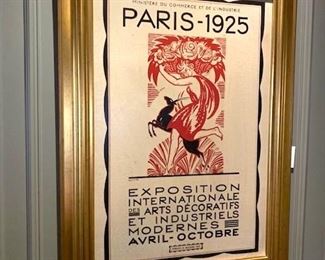 MINISTÈRE DU COMMERCE ET DE L'INDUSTRIE
PARIS-1925
EXPOSITION
INTERNATIONALE
DES ARTS DÉCORATIFS
ET INDUSTRIELS
MODERNES
AVRIL-OCTOBRE